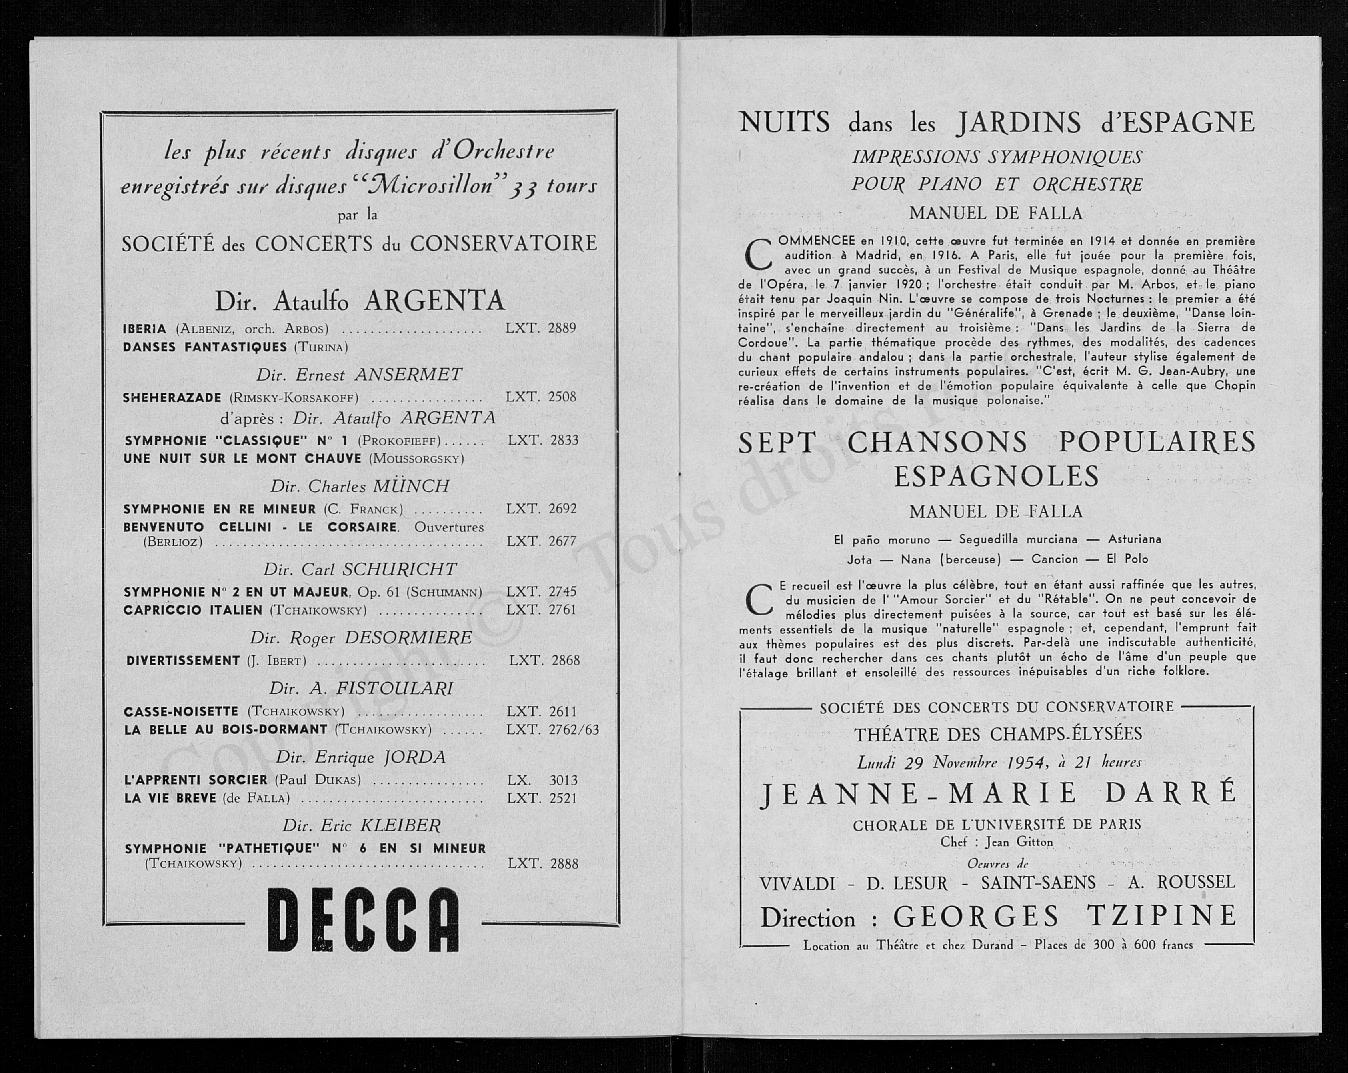 les plus récents disques d'Orchestre
enregistrés sur disques "Microsillon" 33 tours
par la
SOCIÉTÉ des CONCERTS du CONSERVATOIRE
Dir. Ataulfo ARGENTA
IBERIA (ALBENIZ, orch. ARBOS) .................... LXT. 2889
DANSES FANTASTIQUES (TURINA)
Dir. Ernest ANSERMET
SHEHERAZADE (RIMSKY-KORSAKOFF) ................ LXT. 2508
d'après : Dir. Ataulfo ARGENTA
SYMPHONIE "CLASSIQUE" N° 1 (PROKOFIEFF)...... LXT. 2833
UNE NUIT SUR LE MONT CHAUVE (MOUSSORGSKY)
Dir. Charles MÜNCH
SYMPHONIE EN RE MINEUR (C. FRANCK) .......... LXT. 2692
BENVENUTO CELLINI - LE CORSAIRE. Ouvertures
(BERLIOZ) ...................................... LXT. 2677
Dir. Carl SCHURICHT
SYMPHONIE N° 2 EN UT MAJEUR, Op. 61 (SCHUMANN) LXT. 2745
CAPRICCIO ITALIEN (TCHAIKOWSKY) ............... LXT. 2761
Dir. Roger DESORMIERE
DIVERTISSEMENT (J. IBERT) ........................ LXT. 2868
Dir. A. FISTOULARI
CASSE-NOISETTE (TCHAIKOWSKY) .................. LXT. 2611
LA BELLE AU BOIS-DORMANT (TCHAIKOWSKY) ...... LXT. 2762/63
Dir. Enrique JORDA
L'APPRENTI SORCIER (Paul DUKAS) ................ LX. 3013
LA VIE BREVE (de FALLA) .......................... LXT. 2521
Dir. Eric KLEIBER
SYMPHONIE "PATHETIQUE" N° 6 EN SI MINEUR
(TCHAIKOWSKY) ................................. LXT. 2888
DECCA
NUITS dans les JARDINS d'ESPAGNE
IMPRESSIONS SYMPHONIQUES
POUR PIANO ET ORCHESTRE
MANUEL DE FALLA
COMMENCEE en 1910, cette œuvre fut terminée en 1914 et donnée en première
audition à Madrid, en 1916. A Paris, elle fut jouée pour la première fois,
avec un grand succès, à un Festival de Musique espagnole, donné au Théâtre
de l'Opéra, le 7 janvier 1920 ; l'orchestre était conduit par M. Arbos, et le piano
était tenu par Joaquin Nin. L'œuvre se compose de trois Nocturnes : le premier a été
inspiré par le merveilleux jardin du "Généralife", à Grenade ; le deuxième, "Danse loin-
taine", s'enchaîne directement au troisième : "Dans les Jardins de la Sierra de
Cordoue". La partie thématique procède des rythmes, des modalités, des cadences
du chant populaire andalou ; dans la partie orchestrale, l'auteur stylise également de
curieux effets de certains instruments populaires. "C'est, écrit M. G. Jean-Aubry, une
re-création de l'invention et de l'émotion populaire équivalente à celle que Chopin
réalisa dans le domaine de la musique polonaise."
SEPT CHANSONS POPULAIRES
ESPAGNOLES
MANUEL DE FALLA
El paño moruno — Seguedilla murciana — Asturiana
Jota — Nana (berceuse) — Cancion — El Polo
CE recueil est l'œuvre la plus célèbre, tout en étant aussi raffinée que les autres,
du musicien de l' "Amour Sorcier" et du "Rétable". On ne peut concevoir de
mélodies plus directement puisées à la source, car tout est basé sur les élé-
ments essentiels de la musique "naturelle" espagnole ; et, cependant, l'emprunt fait
aux thèmes populaires est des plus discrets. Par-delà une indiscutable authenticité,
il faut donc rechercher dans ces chants plutôt un écho de l'âme d'un peuple que
l'étalage brillant et ensoleillé des ressources inépuisables d'un riche folklore.
SOCIÉTÉ DES CONCERTS DU CONSERVATOIRE
THÉATRE DES CHAMPS-ÉLYSÉES
Lundi 29 Novembre 1954, à 21 heures
JEANNE-MARIE DARRÉ
CHORALE DE L'UNIVERSITÉ DE PARIS
Chef : Jean Gitton
Oeuvres de
VIVALDI - D. LESUR - SAINT-SAENS - A. ROUSSEL
Direction : GEORGES TZIPINE
Location au Théâtre et chez Durand - Places de 300 à 600 francs
Copyright © Tous droits